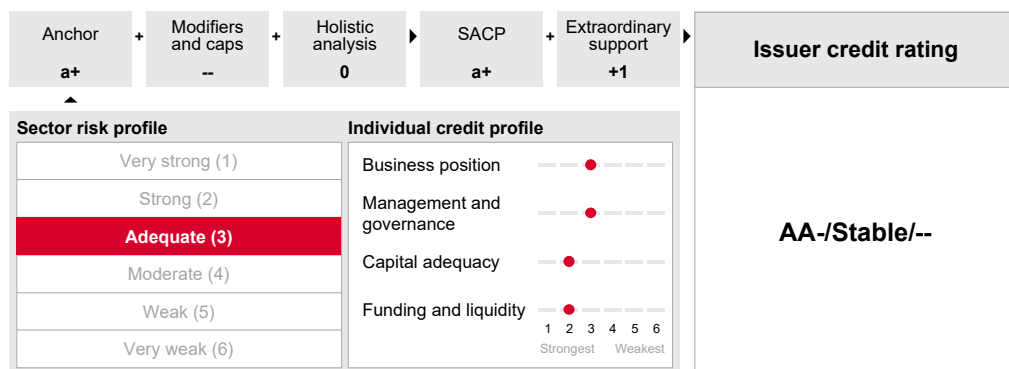 Anchor
+
Modifiers
and caps
+
Holistic
analysis
SACP
+
Extraordinary
support
Issuer credit rating
a+
--
0
a+
+1
Sector risk profile
Individual credit profile
Very strong (1)
Strong (2)
Adequate (3)
Moderate (4)
Weak (5)
Very weak (6)
Business position
Management and
governance
Capital adequacy
Funding and liquidity
1 2 3 4 5 6
Strongest Weakest
AA-/Stable/--